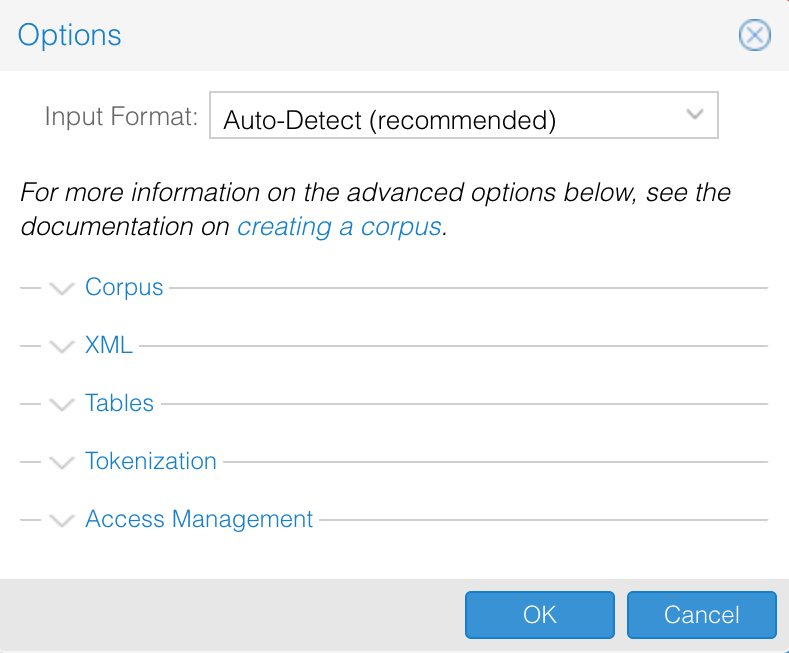 Options
Input Format: Auto-Detect (recommended)
For more information on the advanced options below, see the
documentation on creating a corpus.
Corpus
XML
Tables
Tokenization
Access Management
OK Cancel